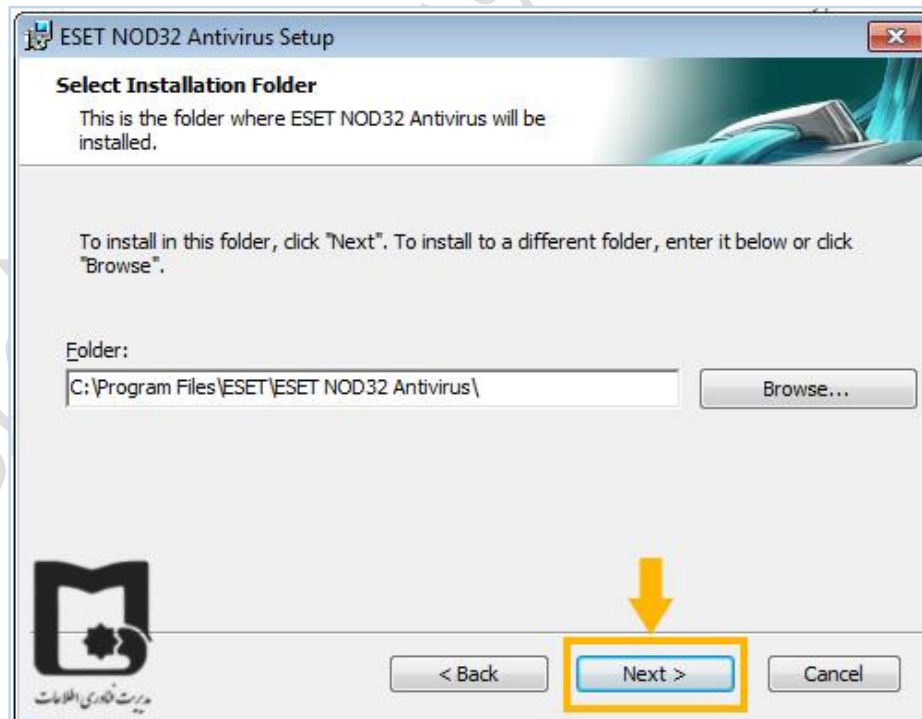 ESET NOD32 Antivirus Setup
Select Installation Folder
This is the folder where ESET NOD32 Antivirus will be
installed.
To install in this folder, click "Next". To install to a different folder, enter it below or click
"Browse".
Folder:
C:\Program Files\ESET\ESET NOD32 Antivirus\
Browse...
< Back
Next >
Cancel
مدیریت فناوری اطلاعات